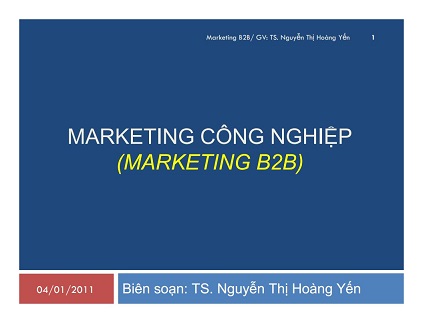 Marketing B2B/ GV: TS. Nguyễn Thị Hoàng Yến 1
MARKETING CÔNG NGHIỆP
(MARKETING B2B)
04/01/2011 Biên soạn: TS. Nguyễn Thị Hoàng Yến